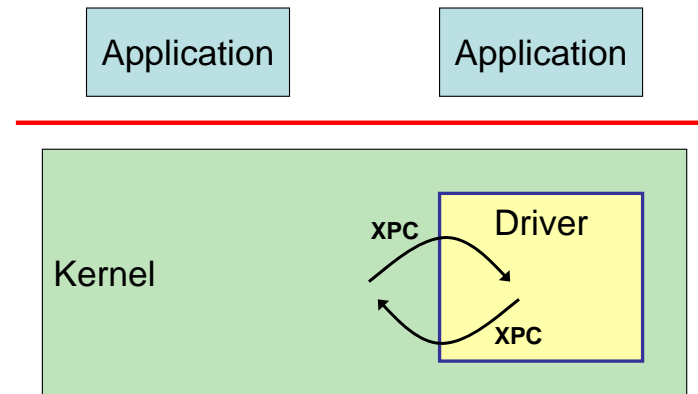 Application
Application
XPC
Driver
Kernel
XPC